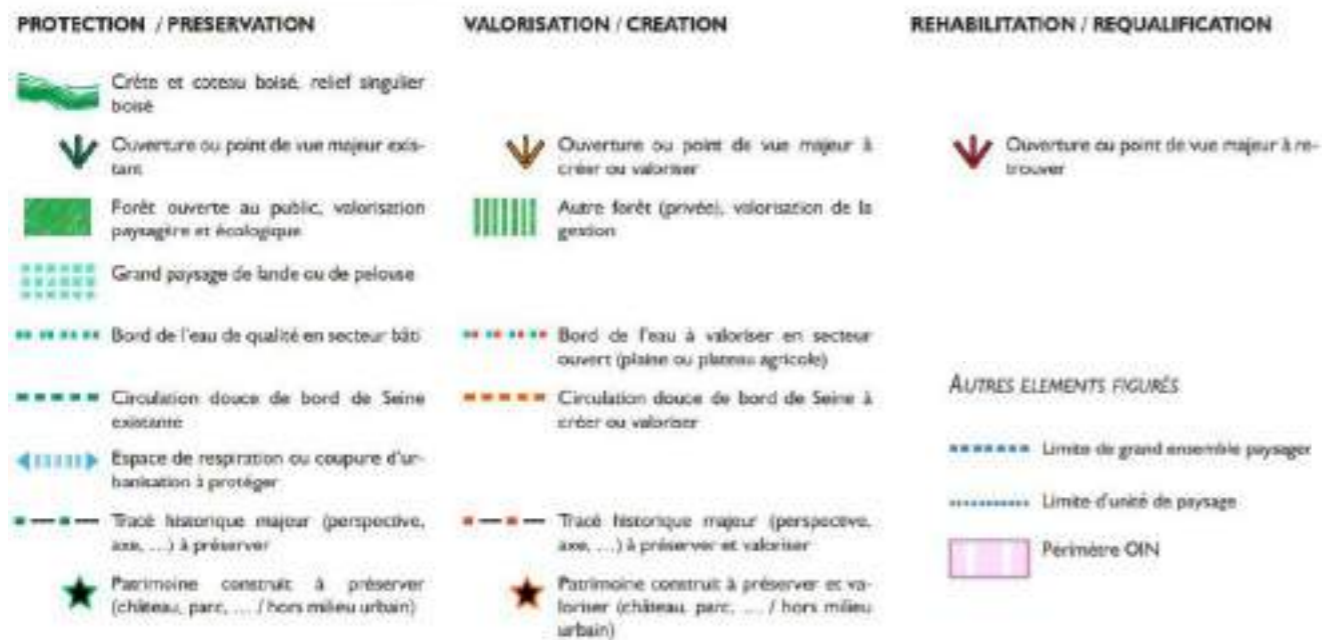 PROTECTION / PRESERVATION
Crête et coteau boisé, relief singulier
boisé
Ouverture ou point de vue majeur exis-
tant
Forêt ouverte au public, valorisation
paysagère et écologique
Grand paysage de lande ou de pelouse
Bord de l'eau de qualité en secteur bâti
Circulation douce de bord de Seine
existante
Espace de respiration ou coupure d'ur-
banisation à protéger
Tracé historique majeur (perspective,
axe, ...) à préserver
Patrimoine construit à préserver
(château, parc, ... / hors milieu urbain)
VALORISATION / CREATION
Ouverture ou point de vue majeur à
créer ou valoriser
Autre forêt (privée), valorisation de la
gestion
Bord de l'eau à valoriser en secteur
ouvert (plaine ou plateau agricole)
Circulation douce de bord de Seine à
créer ou valoriser
Tracé historique majeur (perspective,
axe, ...) à préserver et valoriser
Patrimoine construit à préserver et va-
loriser (château, parc, ... / hors milieu
urbain)
REHABILITATION / REQUALIFICATION
Ouverture ou point de vue majeur à re-
trouver
AUTRES ELEMENTS FIGURÉS
Limite de grand ensemble paysager
Limite d'unité de paysage
Périmètre OIN